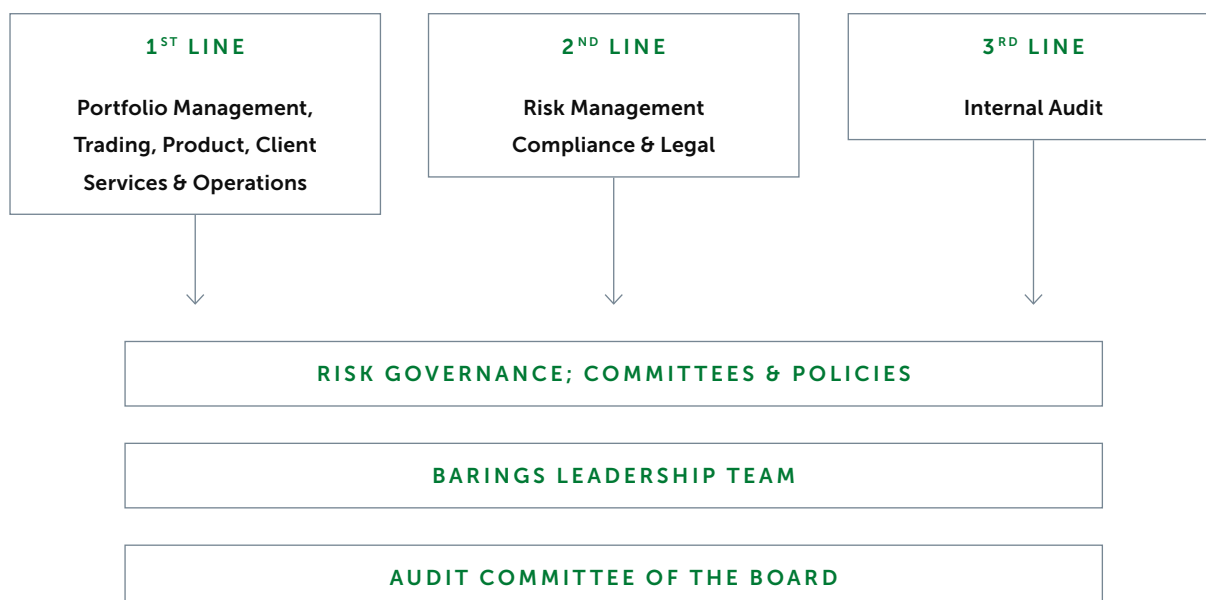 1ST LINE
Portfolio Management,
Trading, Product, Client
Services & Operations
2ND LINE
Risk Management
Compliance & Legal
3RD LINE
Internal Audit
RISK GOVERNANCE; COMMITTEES & POLICIES
BARINGS LEADERSHIP TEAM
AUDIT COMMITTEE OF THE BOARD